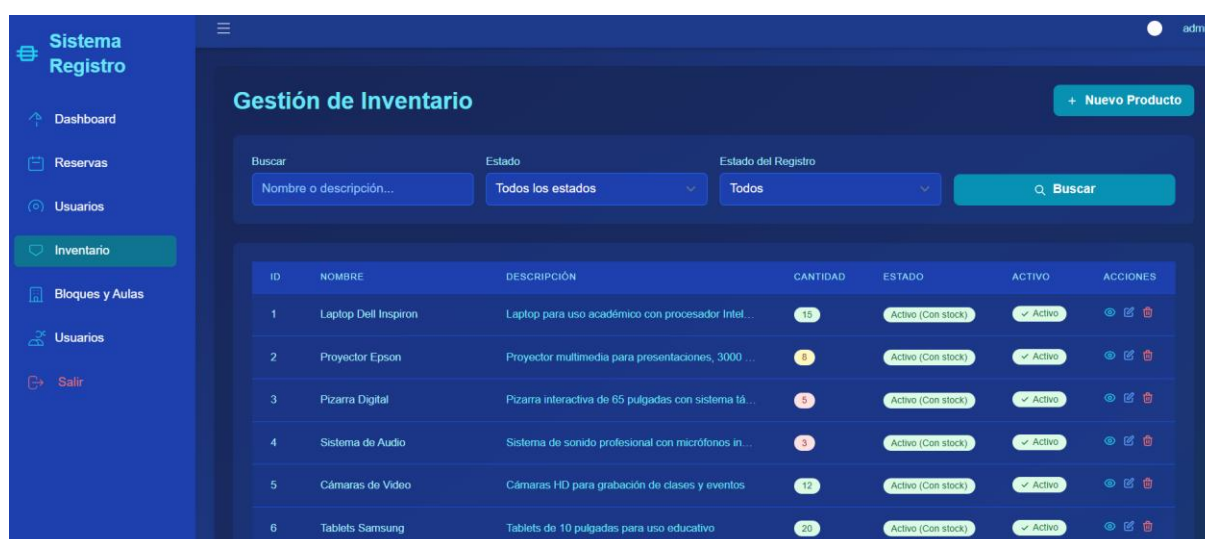 Sistema
Registro
adm
Dashboard
Reservas
Usuarios
Inventario
Bloques y Aulas
Usuarios
Salir
Gestión de Inventario
+ Nuevo Producto
Buscar Estado Estado del Registro
Nombre o descripción... Todos los estados Todos Buscar
ID NOMBRE DESCRIPCIÓN CANTIDAD ESTADO ACTIVO ACCIONES
1 Laptop Dell Inspiron Laptop para uso académico con procesador Intel... 15 Activo (Con stock) Activo
2 Proyector Epson Proyector multimedia para presentaciones, 3000 ... 8 Activo (Con stock) Activo
3 Pizarra Digital Pizarra interactiva de 65 pulgadas con sistema tá... 5 Activo (Con stock) Activo
4 Sistema de Audio Sistema de sonido profesional con micrófonos in... 3 Activo (Con stock) Activo
5 Cámaras de Video Cámaras HD para grabación de clases y eventos 12 Activo (Con stock) Activo
6 Tablets Samsung Tablets de 10 pulgadas para uso educativo 20 Activo (Con stock) Activo